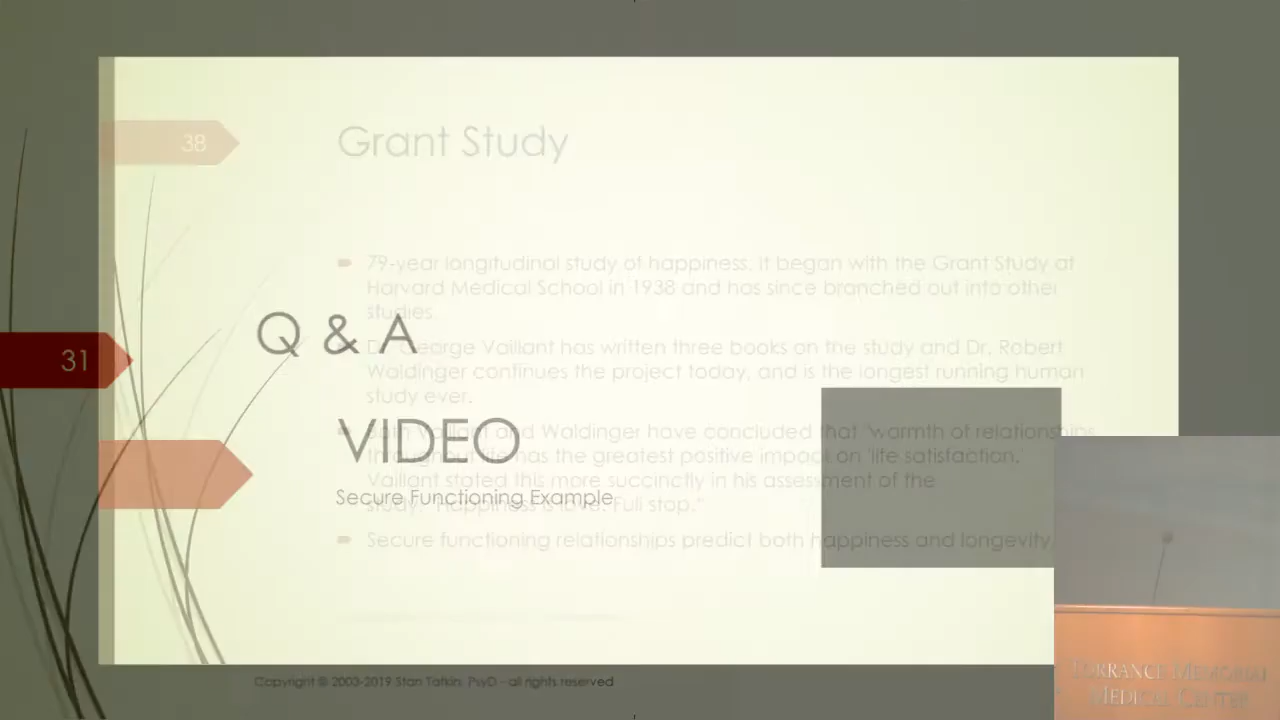 38
Grant Study
79-year longitudinal study of happiness. It began with the Grant Study at
Harvard Medical School in 1938 and has since branched out into other
studies.
Q & A
31
Dr. George Vaillant has written three books on the study and Dr. Robert
Waldinger continues the project today, and is the longest running human
study ever.
VIDEO
Both Vaillant and Waldinger have concluded that 'warmth of relationships
throughout life has the greatest positive impact on 'life satisfaction.
Vaillant stated this more succinctly in his assessment of the
Secure Functioning Example
study: "Happiness is love. Full stop."
Secure functioning relationships predict both happiness and longevity.
Copyright © 2003-2019 Stan Tatkin, PsyD - all rights reserved
TORRANCE MEMORIAL
MEDICAL CENTER